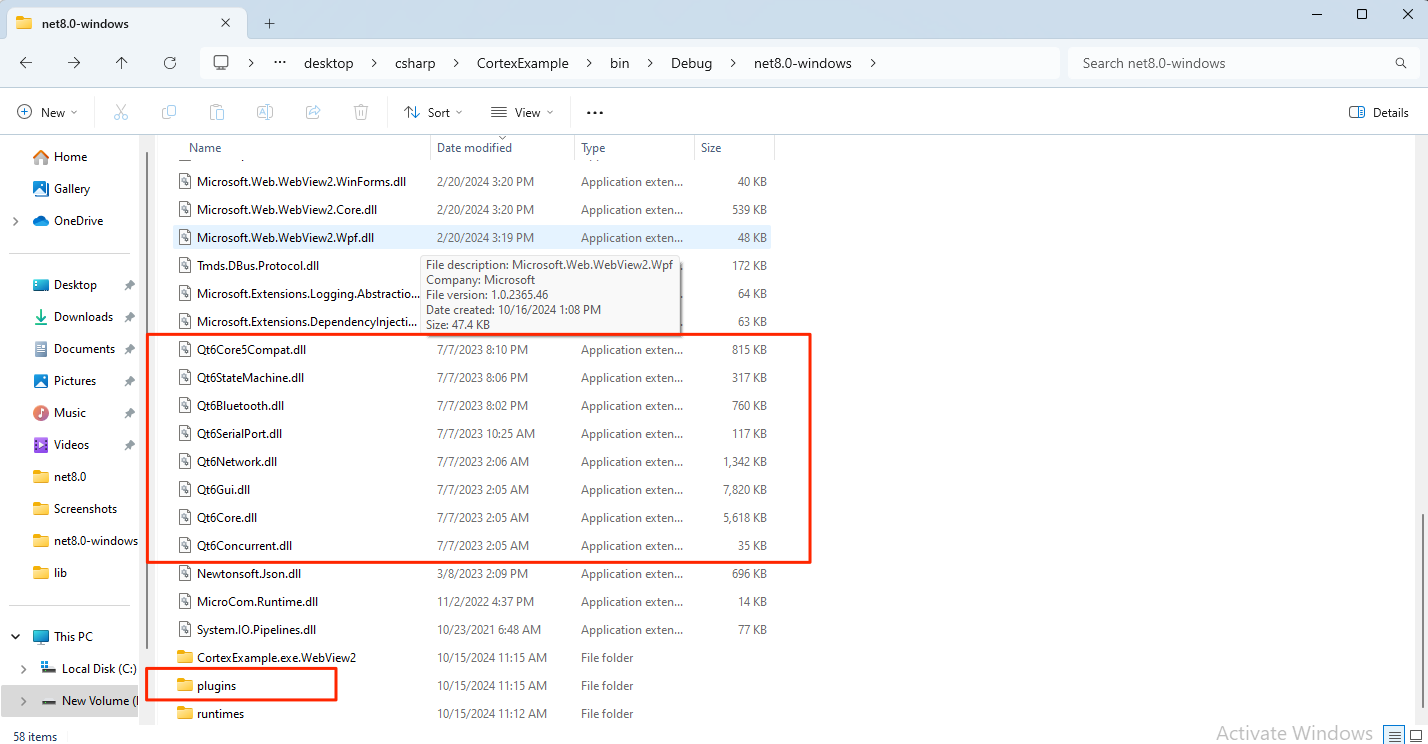 net8.0-windows
desktop csharp CortexExample bin Debug net8.0-windows
Search net8.0-windows
New Sort View Details
Home
Gallery
OneDrive
Desktop
Downloads
Documents
Pictures
Music
Videos
net8.0
Screenshots
net8.0-windows
lib
This PC
Local Disk (C:)
New Volume (
58 items
Name Date modified Type Size
Microsoft.Web.WebView2.WinForms.dll 2/20/2024 3:20 PM Application exten... 40 KB
Microsoft.Web.WebView2.Core.dll 2/20/2024 3:20 PM Application exten... 539 KB
Microsoft.Web.WebView2.Wpf.dll 2/20/2024 3:19 PM Application exten... 48 KB
Tmds.DBus.Protocol.dll 172 KB
Microsoft.Extensions.Logging.Abstractio... 64 KB
Microsoft.Extensions.DependencyInjecti... 63 KB
File description: Microsoft.Web.WebView2.Wpf
Company: Microsoft
File version: 1.0.2365.46
Date created: 10/16/2024 1:08 PM
Size: 47.4 KB
Qt6Core5Compat.dll 7/7/2023 8:10 PM Application exten... 815 KB
Qt6StateMachine.dll 7/7/2023 8:06 PM Application exten... 317 KB
Qt6Bluetooth.dll 7/7/2023 8:02 PM Application exten... 760 KB
Qt6SerialPort.dll 7/7/2023 10:25 AM Application exten... 117 KB
Qt6Network.dll 7/7/2023 2:06 AM Application exten... 1,342 KB
Qt6Gui.dll 7/7/2023 2:05 AM Application exten... 7,820 KB
Qt6Core.dll 7/7/2023 2:05 AM Application exten... 5,618 KB
Qt6Concurrent.dll 7/7/2023 2:05 AM Application exten... 35 KB
Newtonsoft.Json.dll 3/8/2023 2:09 PM Application exten... 696 KB
MicroCom.Runtime.dll 11/2/2022 4:37 PM Application exten... 14 KB
System.IO.Pipelines.dll 10/23/2021 6:48 AM Application exten... 77 KB
CortexExample.exe.WebView2 10/15/2024 11:15 AM File folder
plugins 10/15/2024 11:15 AM File folder
runtimes 10/15/2024 11:12 AM File folder
Activate Windows